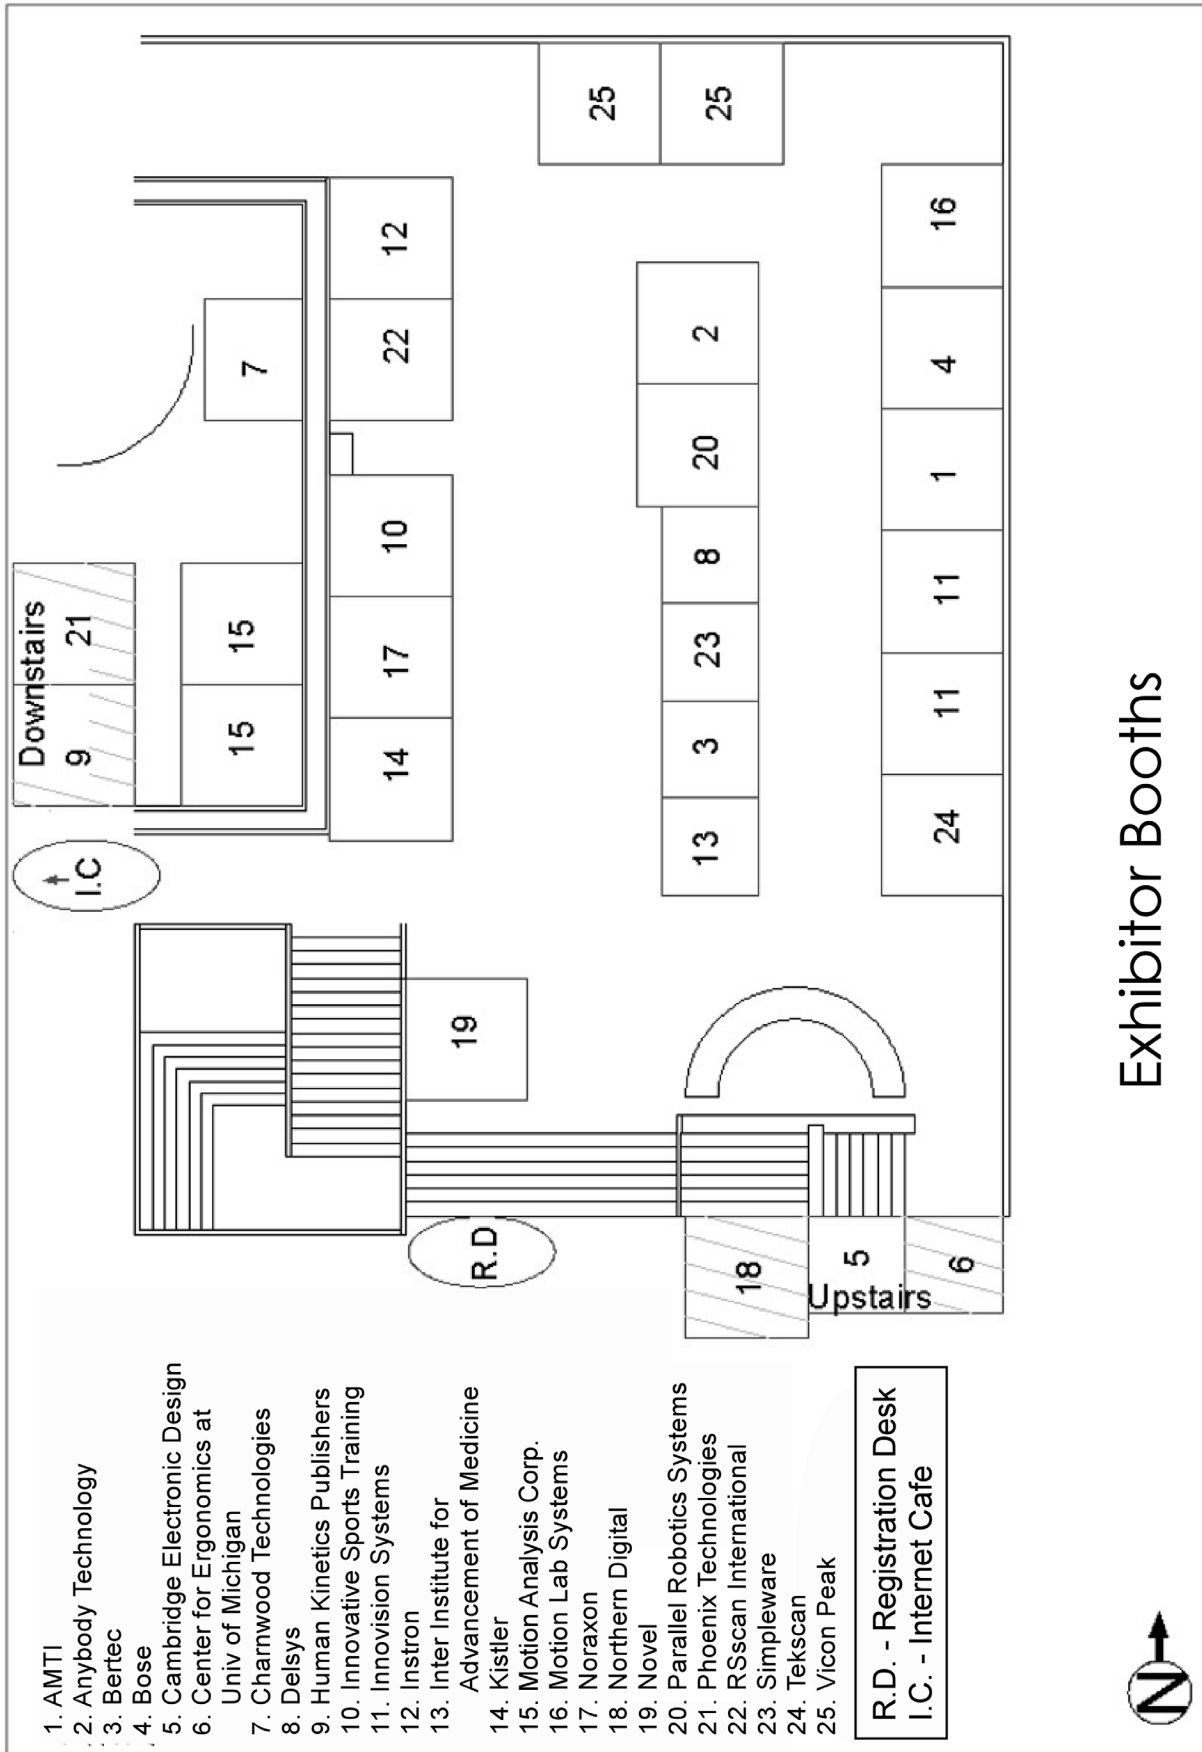 1. AMTI
2. Anybody Technology
3. Bertec
4. Bose
5. Cambridge Electronic Design
6. Center for Ergonomics at
Univ of Michigan
7. Charnwood Technologies
8. Delsys
9. Human Kinetics Publishers
10. Innovative Sports Training
11. Innovision Systems
12. Instron
13. Inter Institute for
Advancement of Medicine
14. Kistler
15. Motion Analysis Corp.
16. Motion Lab Systems
17. Noraxon
18. Northern Digital
19. Novel
20. Parallel Robotics Systems
21. Phoenix Technologies
22. RSscan International
23. Simpleware
24. Tekscan
25. Vicon Peak
R.D. - Registration Desk
I.C. - Internet Cafe
N
Downstairs
I.C 9 21
15 15 7
14 17 10 22 12
R.D 19
25
13 3 23 8 20 2 25
18
5
Upstairs
6 24 11 11 1 4 16
Exhibitor Booths